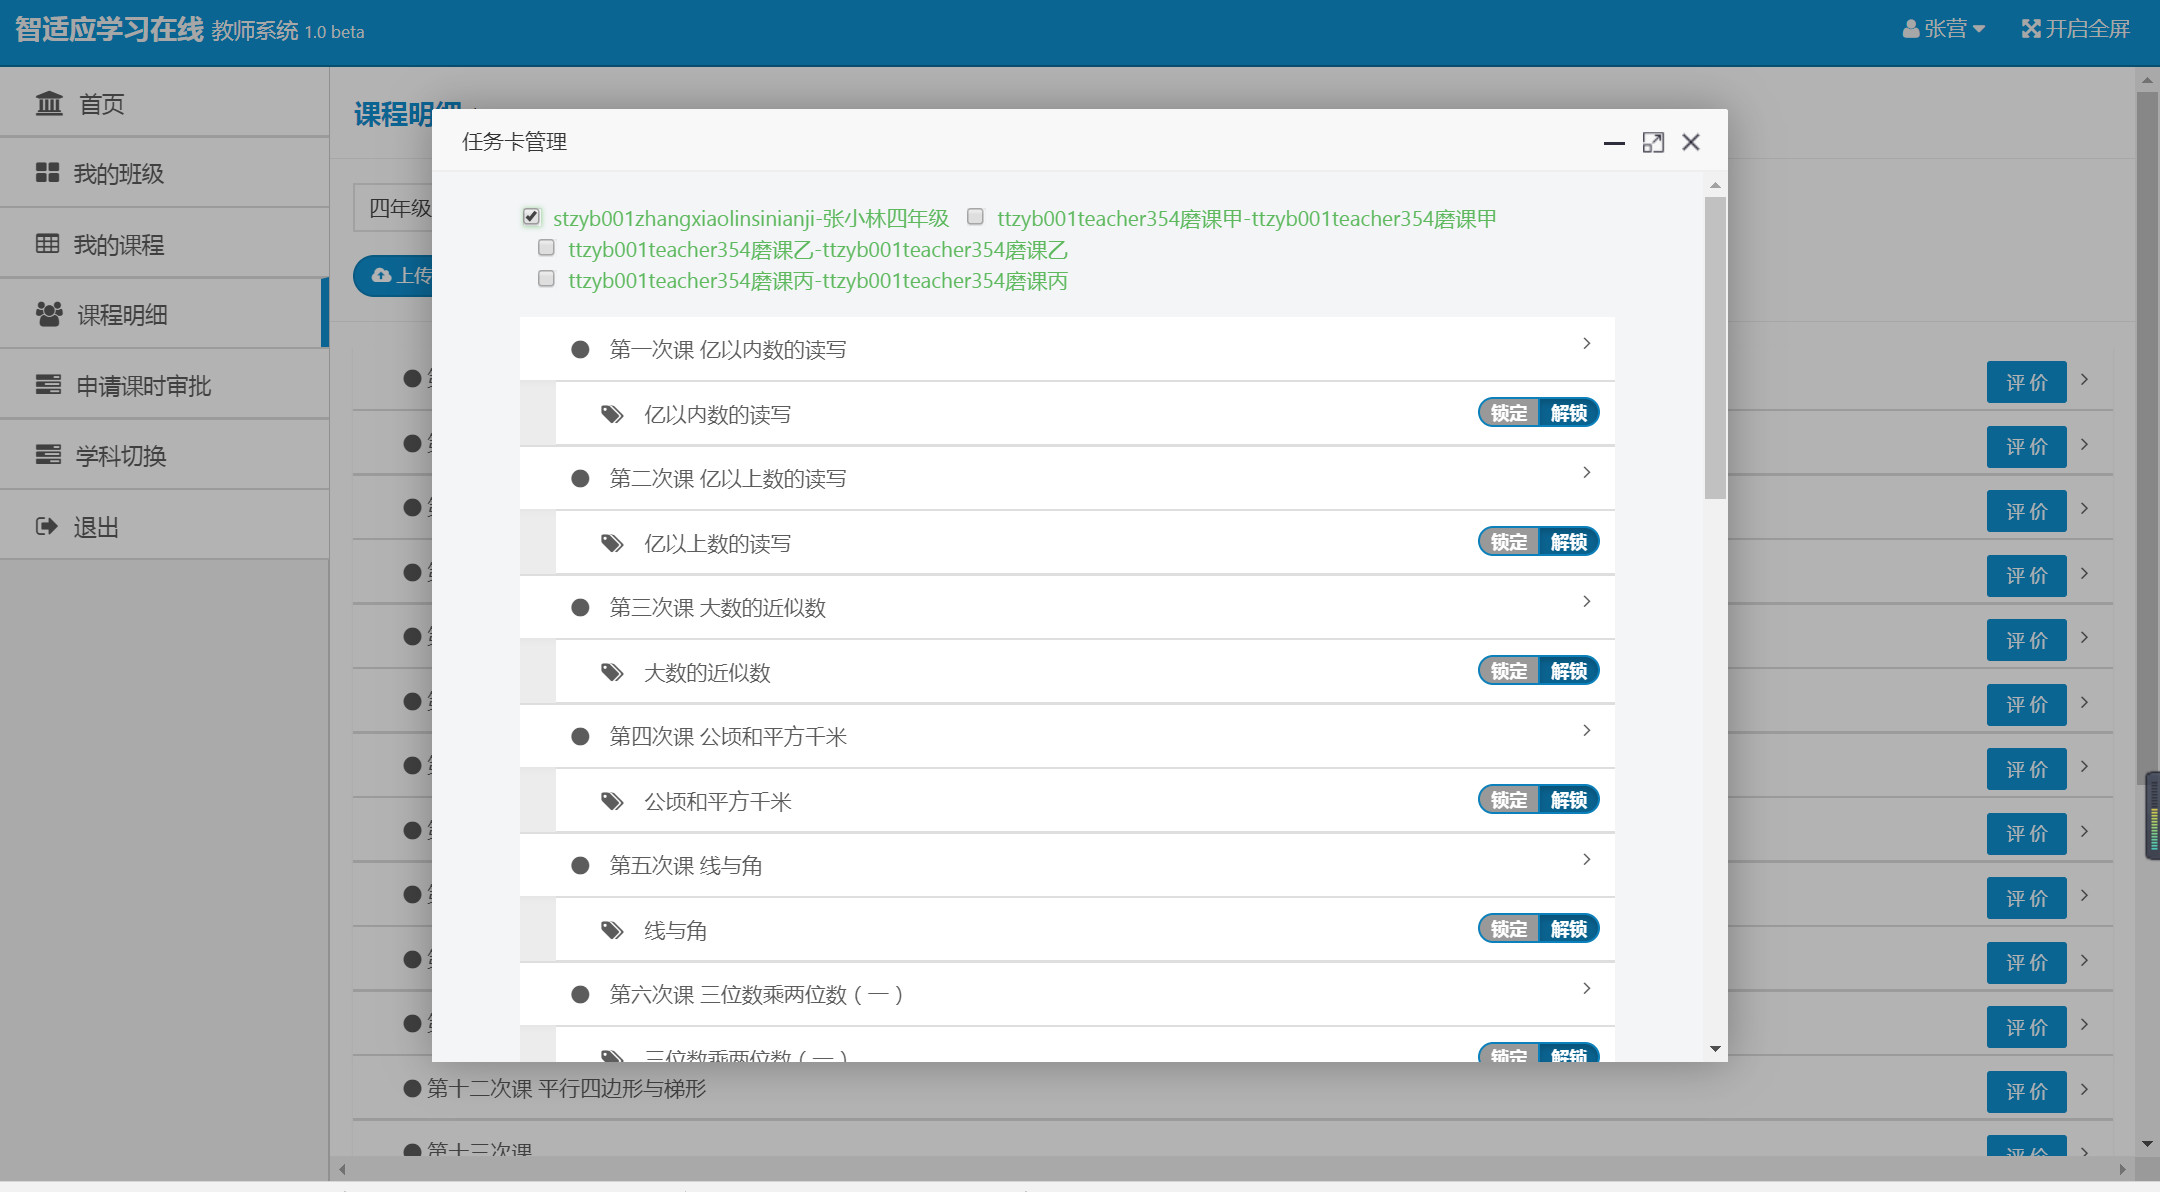 智适应学习在线 教师系统 1.0 beta
张营
开启全屏
首页
我的班级
我的课程
课程明细
申请课时审批
学科切换
退出
课程明细
四年级
上传
任务卡管理
stzyb001zhangxiaolinsinianji-张小林四年级 ttzyb001teacher354磨课甲-ttzyb001teacher354磨课甲
ttzyb001teacher354磨课乙-ttzyb001teacher354磨课乙
ttzyb001teacher354磨课丙-ttzyb001teacher354磨课丙
第一次课 亿以内数的读写
亿以内数的读写 锁定 解锁
第二次课 亿以上数的读写
亿以上数的读写 锁定 解锁
第三次课 大数的近似数
大数的近似数 锁定 解锁
第四次课 公顷和平方千米
公顷和平方千米 锁定 解锁
第五次课 线与角
线与角 锁定 解锁
第六次课 三位数乘两位数（一）
三位数乘两位数（一） 锁定 解锁
评价
评价
评价
评价
评价
评价
评价
评价
评价
评价
评价
第十二次课 平行四边形与梯形 评价
第十三次课 评价